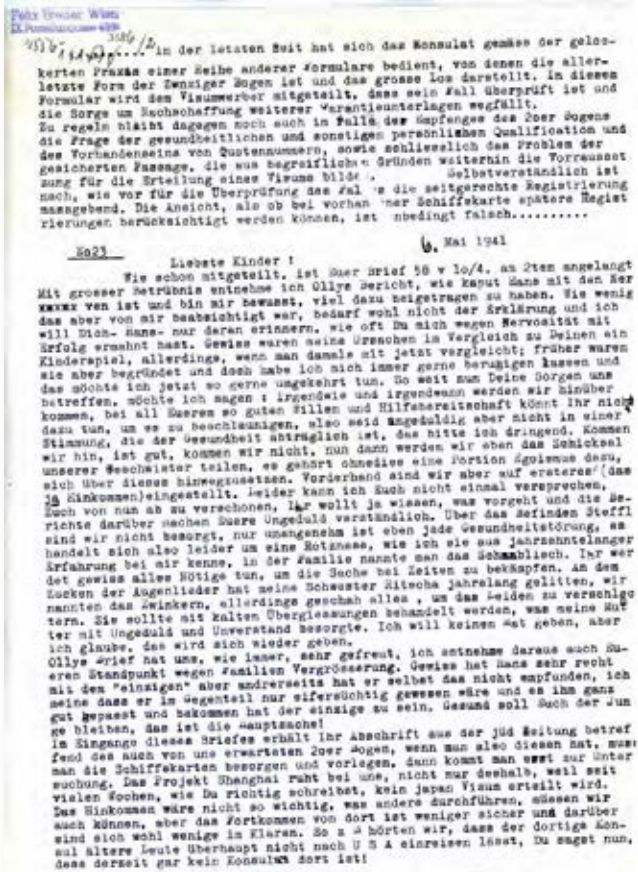 Felix Wien
in der letzten Zeit hat sich das Konsulat gemäss der geloc-
kerten Praxis einer Reihe anderer Formulare bedient, von denen die aller-
letzte Form der Zwanziger Bogen ist und das grosse Los darstellt. In diesem
Formular wird dem Visumwerber mitgeteilt, dass sein Fall überprüft ist und
die Sorge um Nachschaffung weiterer Garantieunterlagen wegfällt.
Zu regeln bleibt dagegen noch auch im Falle des Empfanges des 20er Bogens
die Frage der gesundheitlichen und sonstigen persönlichen Qualification und
des Vorhandenseins von Quotennummern, sowie schliesslich das Problem der
gesicherten Passage, die aus begreiflichen Gründen weiterhin die Vorrausset
zung für die Erteilung eines Visums Selbstverständlich ist
nach, wie vor für die Überprüfung des die zeitgerechte Registrierung
massgebend. Die Ansicht, als ob bei Schiffskarte spätere Regist
rierungen berücksichtigt werden können, ist falsch..........
No23 6. Mai 1941
Liebste Kinder !
Wie schon mitgeteilt, ist Euer Brief 58 v 10/4. am 2ten angelangt
Mit grosser Betrübnis entnehme ich Ollys Bericht, wie kaput Hans mit den Ner
xxxxx ven ist und bin mir bewusst, viel dazu beigetragen zu haben. Wie wenig
das aber von mir beabsichtigt war, bedarf wohl nicht der Erklärung und ich
will Dich- Hans- nur daran erinnern, wie oft Du mich wegen Nervosität mit
Erfolg ermahnt hast. Gewiss waren meine Ursachen im Vergleich zu Deinen ein
Kinderspiel, allerdings, wenn man damals mit jetzt vergleicht; früher waren
sie aber begründet und doch habe ich mich immer gerne beruhigen lassen und
das möchte ich jetzt so gerne umgekehrt tun. So weit nun Deine Sorgen uns
betreffen, möchte ich sagen : irgendwie und irgendwann werden wir hinüber
kommen, bei all Euerem so guten Willen und Hilfsbereitschaft könnt Ihr nicht
dazu tun, um es zu beschleunigen, also seid ungeduldig aber nicht in einer
Stimmung, die der Gesundheit abträglich ist, das bitte ich dringend. Kommen
wir hin, ist gut, kommen wir nicht, nun dann werden wir eben das Schicksal
unserer Geschwister teilen, es gehört ohnedies eine Portion Egoismus dazu,
sich über dieses hinwegzusetzen. Vorderhand sind wir aber auf ersteres (das
ja Hinkommen)eingestellt. Leider kann ich Euch nicht einmal versprechen,
Euch von nun ab zu verschonen, Ihr wollt ja wissen, was vorgeht und die Be-
richte darüber machen Euere Ungeduld verständlich. Über das Befinden Steffl
sind wir nicht besorgt, nur unangenehm ist eben jede Gesundheitstörung, es
handelt sich also leider um eine Rotznase, wie ich sie aus jahrzehntelanger
Erfahrung bei mir kenne, in der Familie nannte man das Ihr wer
det gewiss alles Nötige tun, um die Sache bei Zeiten zu bekämpfen. An dem
Zucken der Augenlieder hat meine Schwester Ritscha jahrelang gelitten, wir
nannten das Zwinkern, allerdings geschah alles , um das Leiden zu verschlec
tern. Sie sollte mit kalten Übergiessungen behandelt werden, was meine Mut
ter mit Ungeduld und Unverstand besorgte. Ich will keinen Rat geben, aber
ich glaube, das wird sich wieder geben.
Ollys Brief hat uns, wie immer, sehr gefreut, ich entnehme daraus auch Eu-
eren Standpunkt wegen Familien Vergrösserung. Gewiss hat Hans sehr recht
mit dem "einzigen" aber andrerseits hat er selbst das nicht empfunden, ich
meine dass er im Gegenteil nur eifersüchtig gewesen wäre und es ihm ganz
gut gepasst und bekommen hat der einzige zu sein. Gesund soll Euch der Jun
ge bleiben, das ist die Hauptsache!
Im Eingange dieses Briefes erhält Ihr Abschrift aus der jüd Zeitung betref
fend des auch von uns erwarteten 20er Bogen, wenn man also diesen hat, muss
man die Schiffskarten besorgen und vorlegen, dann kommt man erst zur Unter
suchung. Das Projekt Shanghai ruht bei uns, nicht nur deshalb, weil seit
vielen Wochen, wie Du richtig schreibst, kein japan Visum erteilt wird.
Das Hinkommen wäre nicht so wichtig, was andere durchführen, müssen wir
auch können, aber das Fortkommen von dort ist weniger sicher und darüber
sind sich wohl wenige im Klaren. So z B hörten wir, dass der dortige Kon-
sul ältere Leute überhaupt nicht nach U S A einreisen lässt, Du sagst nun,
dass derzeit gar kein Konsulat dort ist!